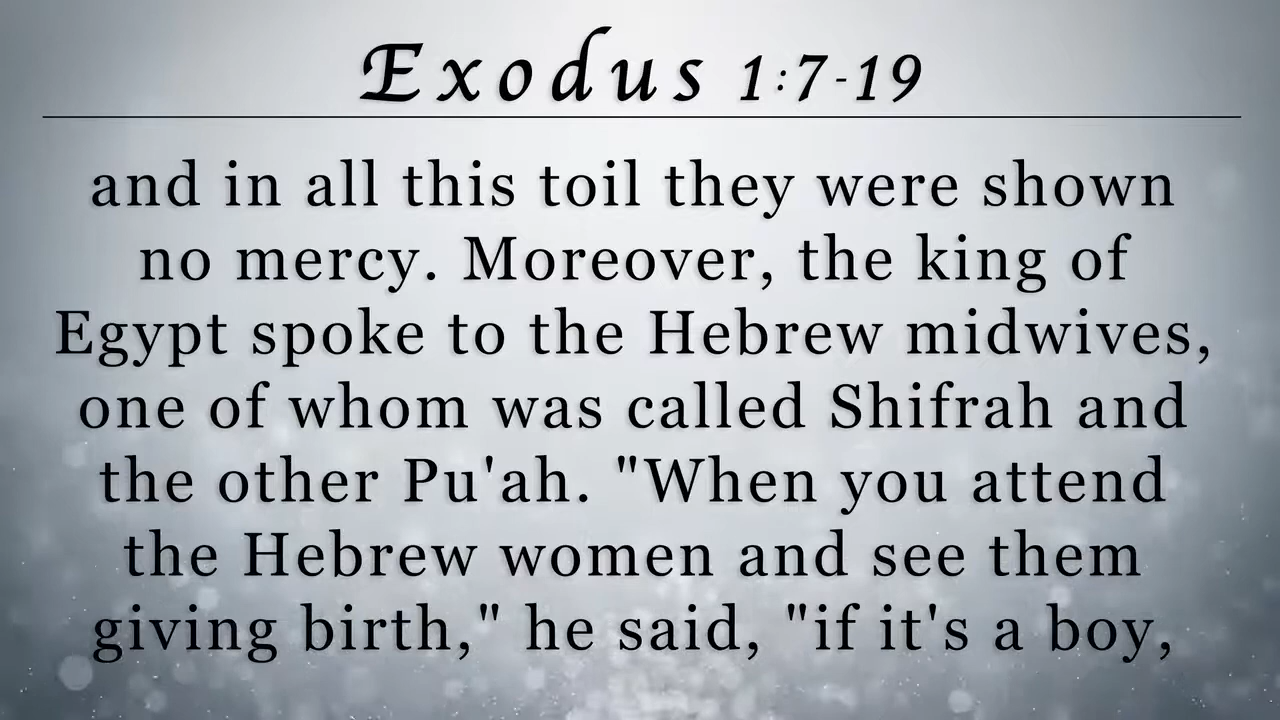 Exodus 1:7-19
and in all this toil they were shown
no mercy. Moreover, the king of
Egypt spoke to the Hebrew midwives,
one of whom was called Shifrah and
the other Pu'ah. "When you attend
the Hebrew women and see them
giving birth," he said, "if it's a boy,